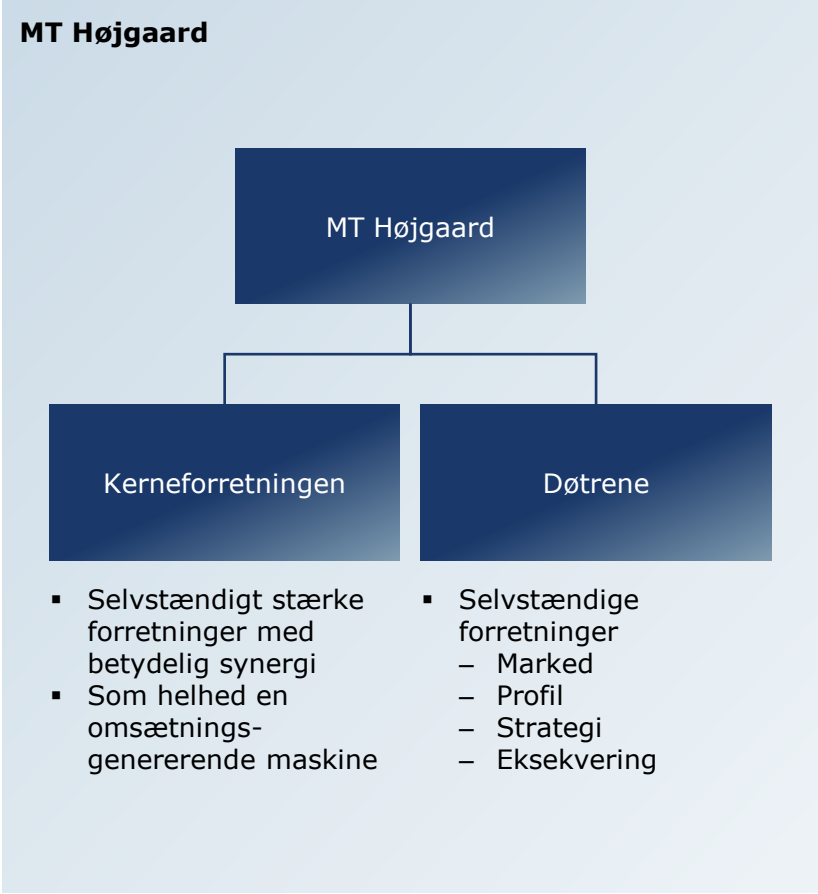 MT Højgaard
MT Højgaard
Kerneforretningen
▪ Selvstændigt stærke
forretninger med
betydelig synergi
▪ Som helhed en
omsætnings-
genererende maskine
Døtrene
▪ Selvstændige
forretninger
– Marked
– Profil
– Strategi
– Eksekvering